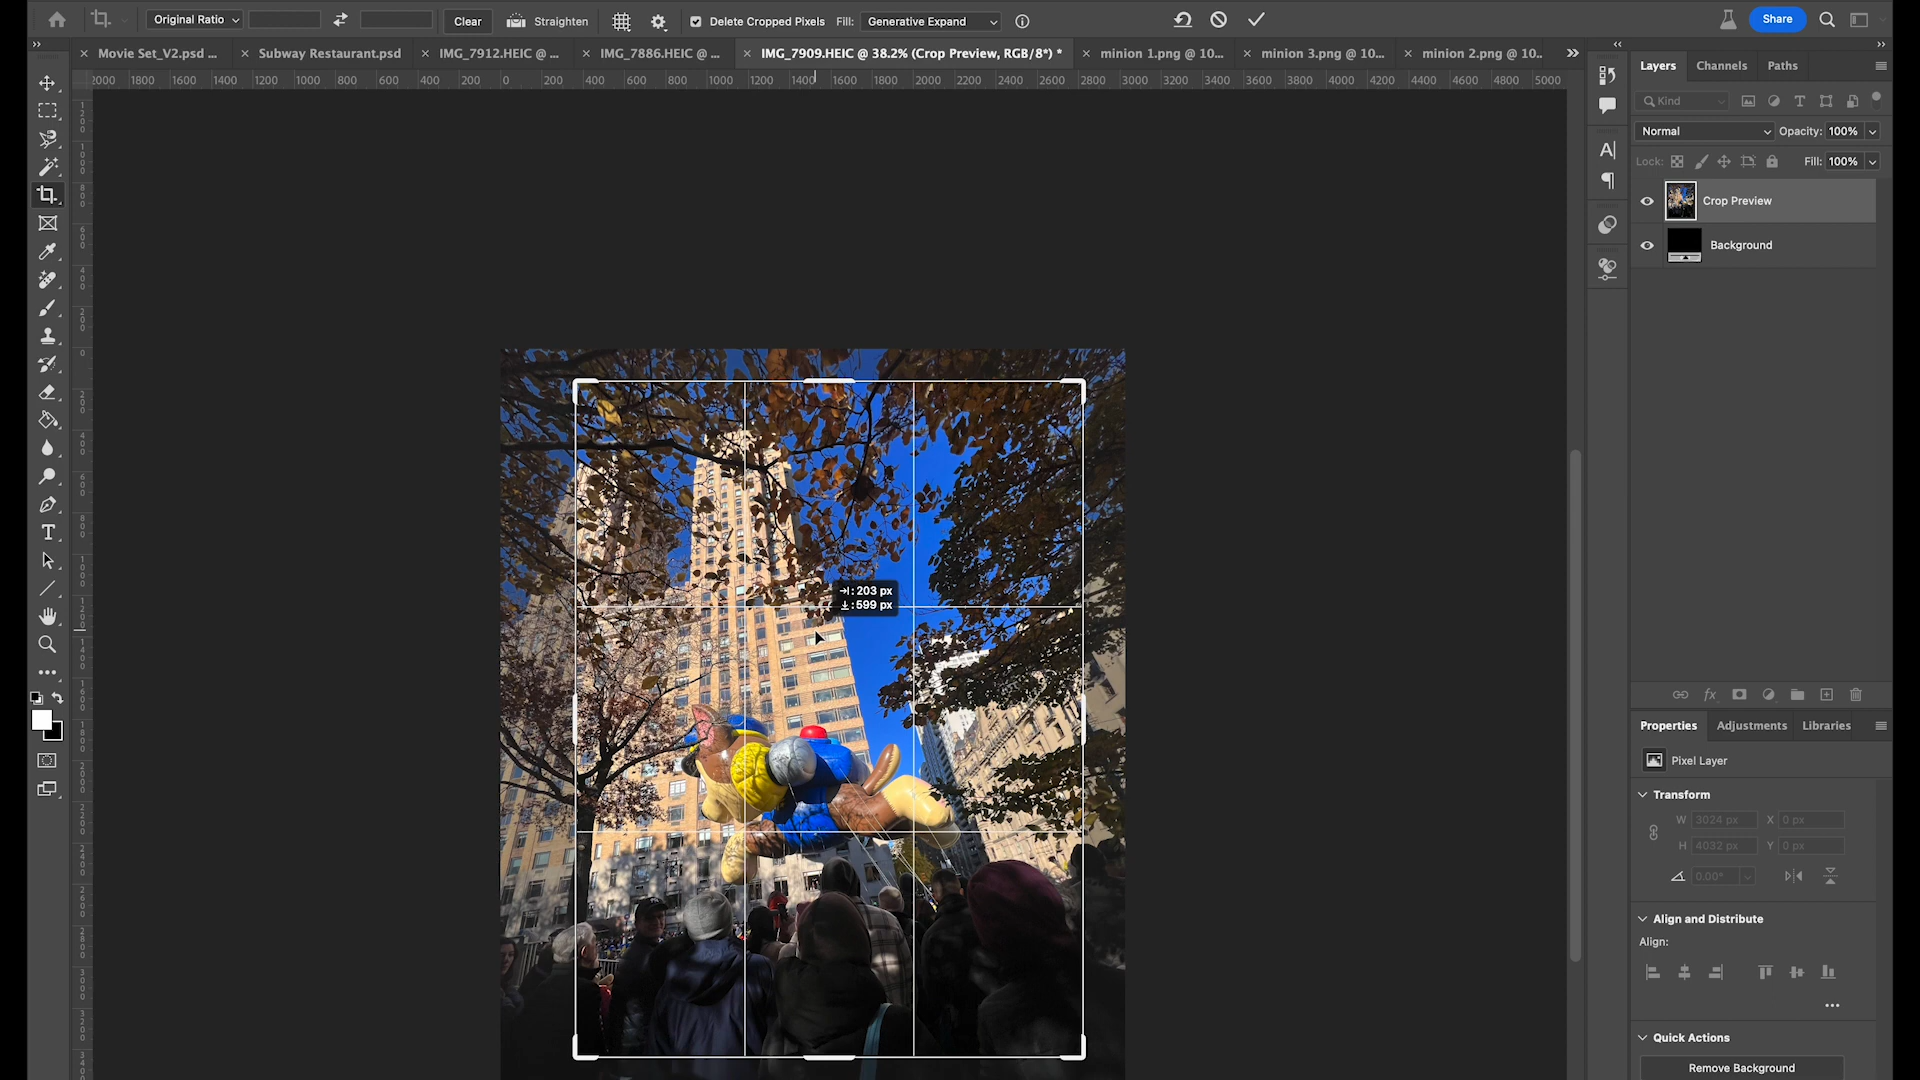 Original Ratio
Clear
Straighten
Delete Cropped Pixels
Fill:
Generative Expand
Share
Movie Set_V2.psd ...
Subway Restaurant.psd
IMG_7912.HEIC @ ...
IMG_7886.HEIC @ ...
IMG_7909.HEIC @ 38.2% (Crop Preview, RGB/8*) *
minion 1.png @ 10...
minion 3.png @ 10...
minion 2.png @ 10..
2000 1800 1600 1400 1200 1000 800 600 400 200 0 200 400 600 800 1000 1200 1400 1600 1800 2000 2200 2400 2600 2800 3000 3200 3400 3600 3800 4000 4200 4400 4600 4800 5000
Layers Channels Paths
Kind
Normal
Opacity: 100%
Lock:
Fill: 100%
Crop Preview
Background
: 203 px
: 599 px
Properties Adjustments Libraries
Pixel Layer
Transform
W 3024 px X 0 px
H 4032 px Y 0 px
0.00°
Align and Distribute
Align:
Quick Actions
Remove Background